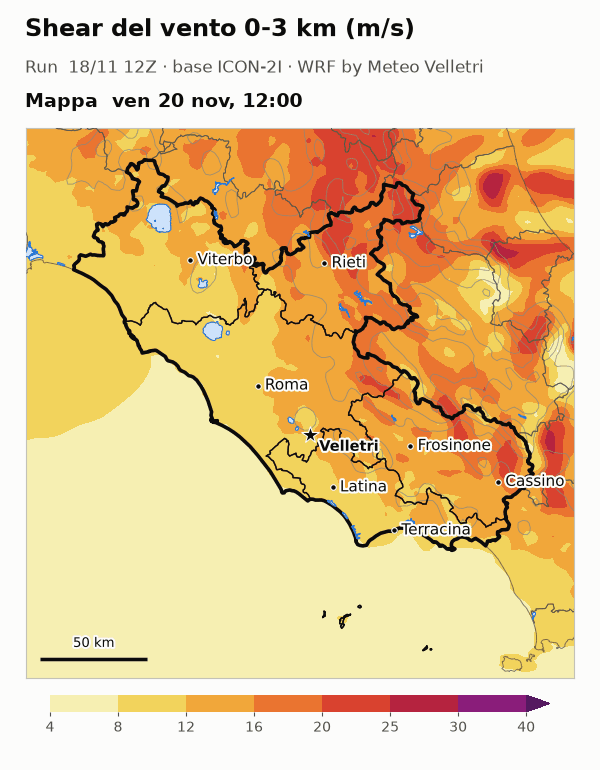 Shear del vento 0-3 km (m/s)
Run  18/11 12Z · base ICON-2I · WRF by Meteo Velletri
Mappa  ven 20 nov, 12:00
Viterbo
Rieti
Roma
Velletri
Frosinone
Cassino
Latina
Terracina
50 km
4 8 12 16 20 25 30 40